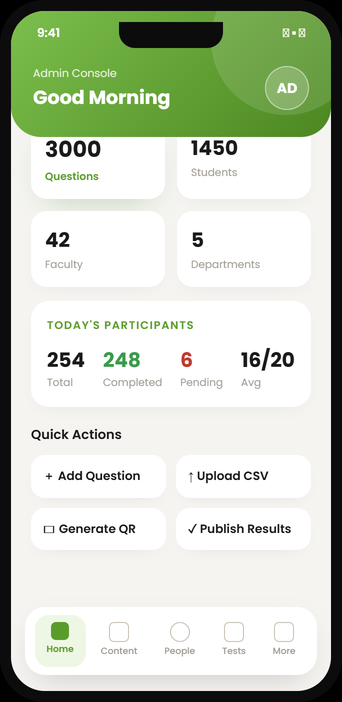 9:41
Admin Console
Good Morning
AD
3000
Questions
1450
Students
42
Faculty
5
Departments
TODAY'S PARTICIPANTS
254 248 6 16/20
Total Completed Pending Avg
Quick Actions
+ Add Question
↑ Upload CSV
Generate QR
✓ Publish Results
Home Content People Tests More